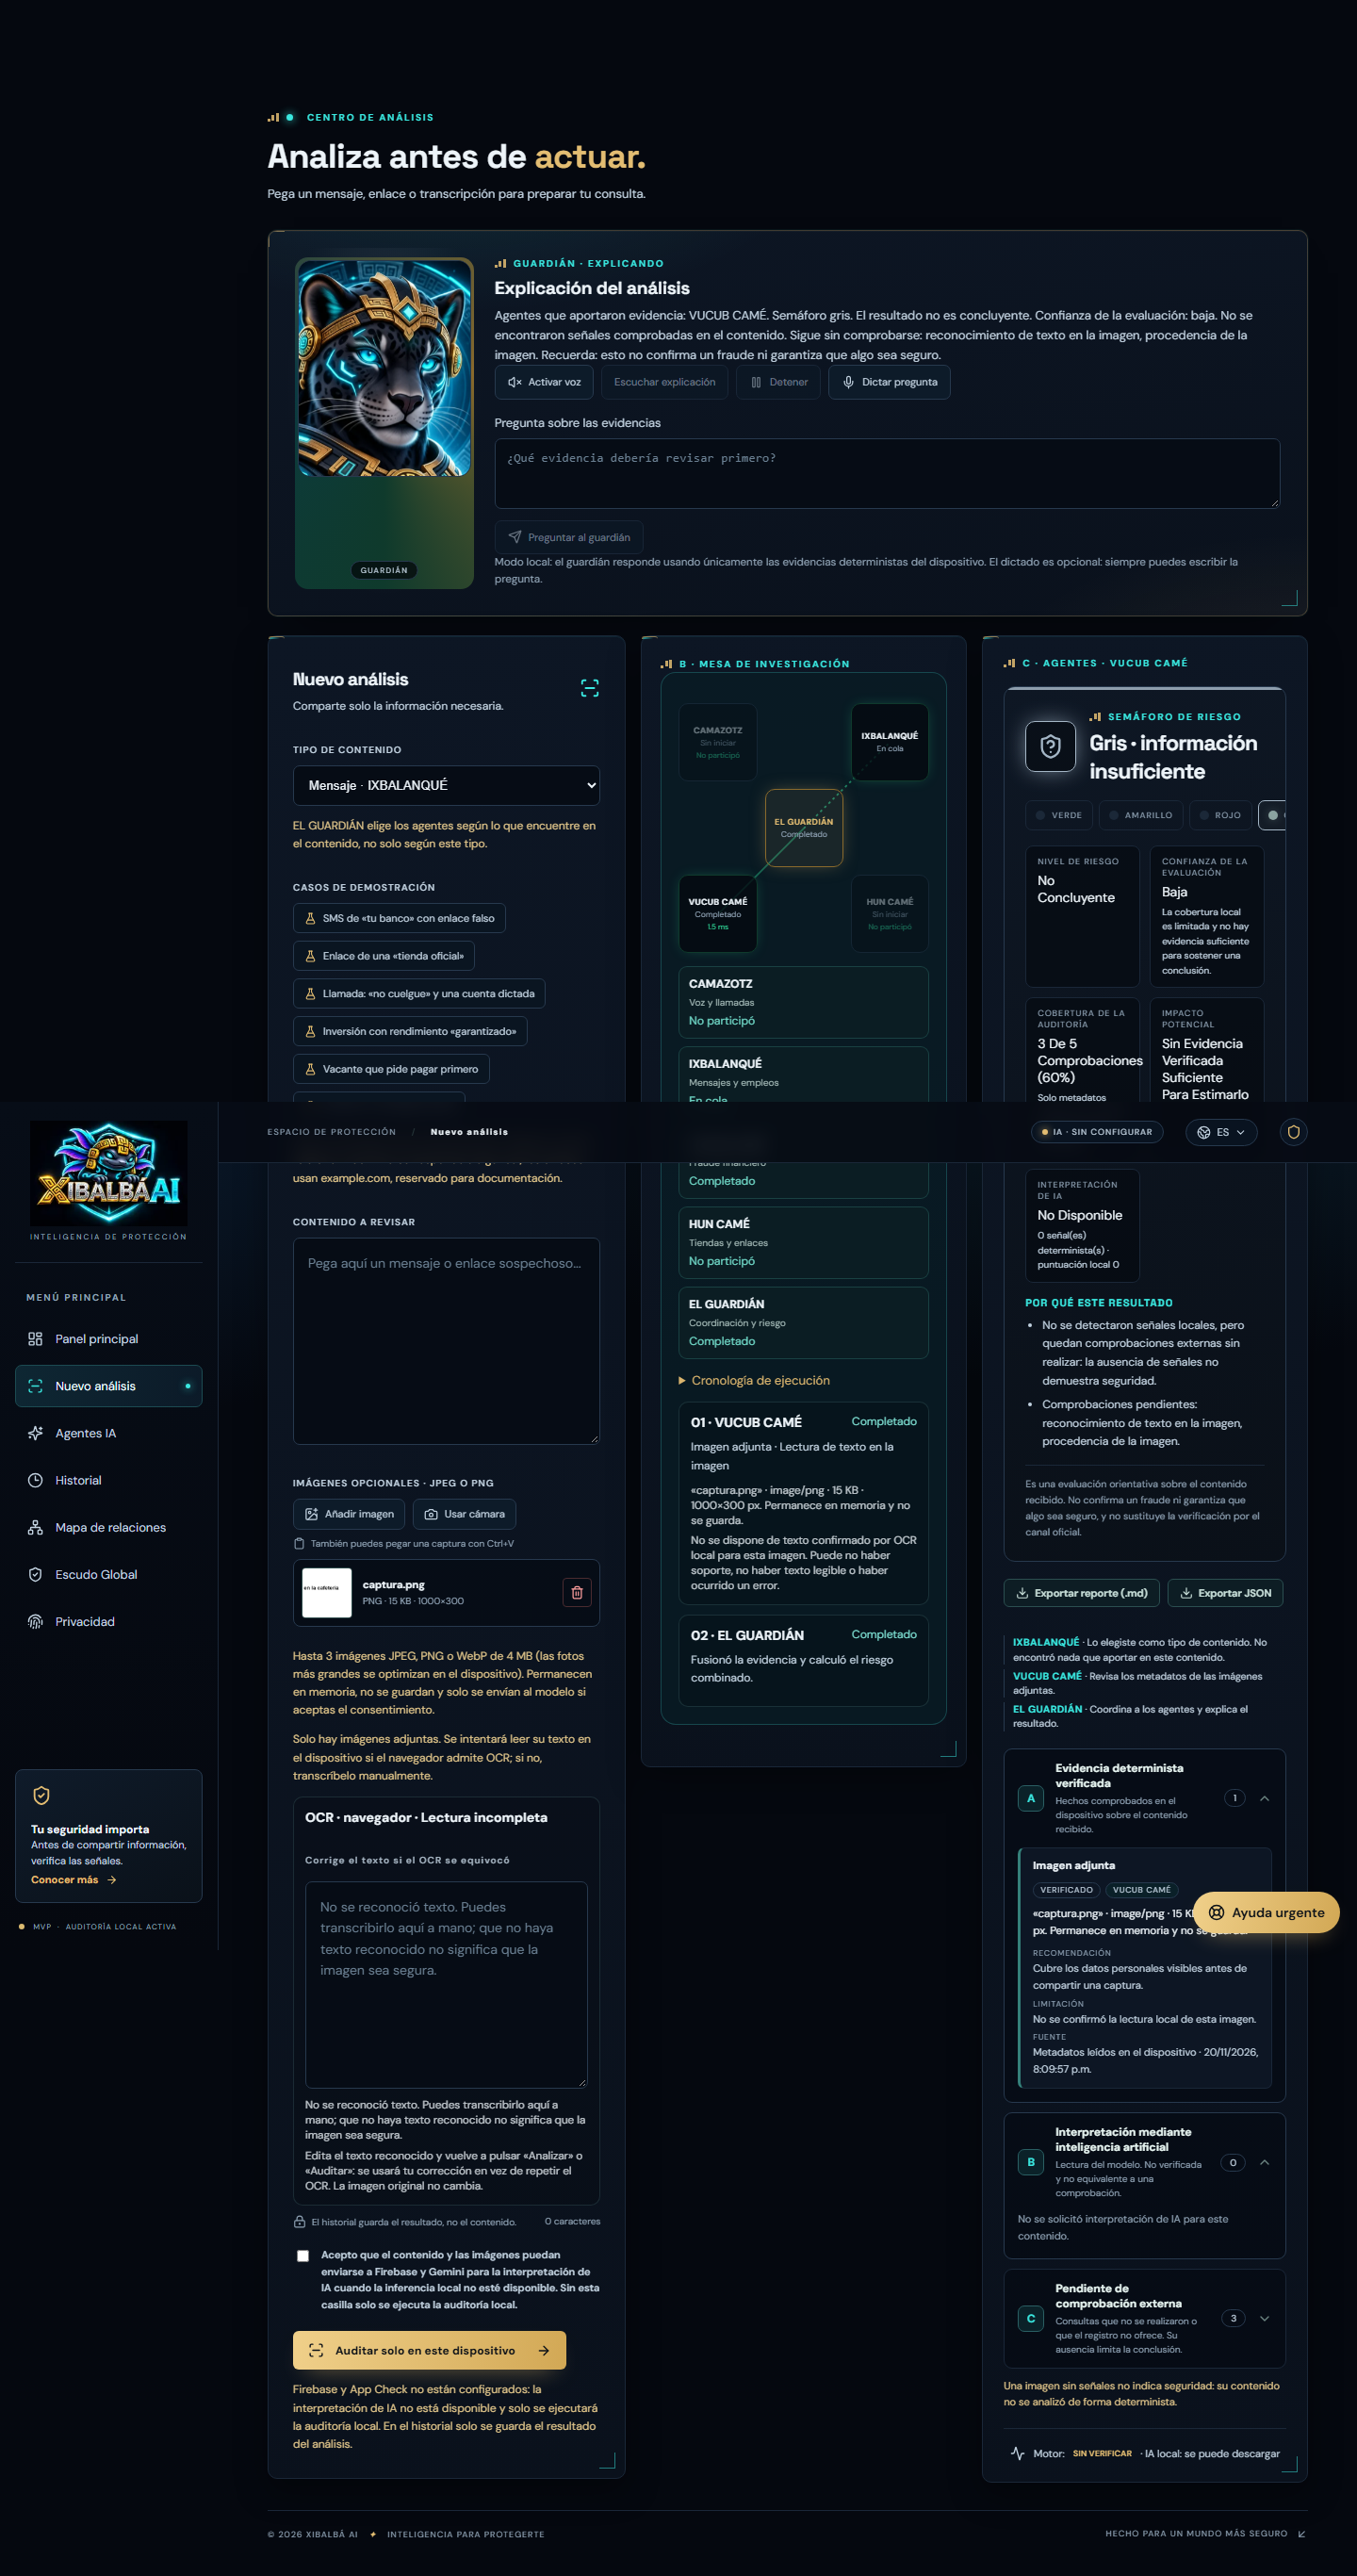 CENTRO DE ANÁLISIS
Analiza antes de actuar.
Pega un mensaje, enlace o transcripción para preparar tu consulta.
GUARDIÁN
GUARDIÁN · EXPLICANDO
Explicación del análisis
Agentes que aportaron evidencia: VUCUB CAMÉ. Semáforo gris. El resultado no es concluyente. Confianza de la evaluación: baja. No se
encontraron señales comprobadas en el contenido. Sigue sin comprobarse: reconocimiento de texto en la imagen, procedencia de la
imagen. Recuerda: esto no confirma un fraude ni garantiza que algo sea seguro.
Activar voz
Escuchar explicación
Detener
Dictar pregunta
Pregunta sobre las evidencias
¿Qué evidencia debería revisar primero?
Preguntar al guardián
Modo local: el guardián responde usando únicamente las evidencias deterministas del dispositivo. El dictado es opcional: siempre puedes escribir la
pregunta.
Nuevo análisis
Comparte solo la información necesaria.
TIPO DE CONTENIDO
Mensaje · IXBALANQUÉ
EL GUARDIÁN elige los agentes según lo que encuentre en
el contenido, no solo según este tipo.
CASOS DE DEMOSTRACIÓN
SMS de «tu banco» con enlace falso
Enlace de una «tienda oficial»
Llamada: «no cuelgue» y una cuenta dictada
Inversión con rendimiento «garantizado»
Vacante que pide pagar primero
usan example.com, reservado para documentación.
CONTENIDO A REVISAR
Pega aquí un mensaje o enlace sospechoso...
IMÁGENES OPCIONALES · JPEG O PNG
Añadir imagen
Usar cámara
También puedes pegar una captura con Ctrl+V
en la cafetería
captura.png
PNG · 15 KB · 1000×300
Hasta 3 imágenes JPEG, PNG o WebP de 4 MB (las fotos
más grandes se optimizan en el dispositivo). Permanecen
en memoria, no se guardan y solo se envían al modelo si
aceptas el consentimiento.
Solo hay imágenes adjuntas. Se intentará leer su texto en
el dispositivo si el navegador admite OCR; si no,
transcríbelo manualmente.
OCR · navegador · Lectura incompleta
Corrige el texto si el OCR se equivocó
No se reconoció texto. Puedes
transcribirlo aquí a mano; que no haya
texto reconocido no significa que la
imagen sea segura.
No se reconoció texto. Puedes transcribirlo aquí a
mano; que no haya texto reconocido no significa que la
imagen sea segura.
Edita el texto reconocido y vuelve a pulsar «Analizar» o
«Auditar»: se usará tu corrección en vez de repetir el
OCR. La imagen original no cambia.
El historial guarda el resultado, no el contenido.
0 caracteres
Acepto que el contenido y las imágenes puedan
enviarse a Firebase y Gemini para la interpretación de
IA cuando la inferencia local no esté disponible. Sin esta
casilla solo se ejecuta la auditoría local.
Auditar solo en este dispositivo
Firebase y App Check no están configurados: la
interpretación de IA no está disponible y solo se ejecutará
la auditoría local. En el historial solo se guarda el resultado
del análisis.
B · MESA DE INVESTIGACIÓN
CAMAZOTZ
Sin iniciar
No participó
IXBALANQUÉ
En cola
EL GUARDIÁN
Completado
VUCUB CAMÉ
Completado
1.5 ms
HUN CAMÉ
Sin iniciar
No participó
CAMAZOTZ
Voz y llamadas
No participó
IXBALANQUÉ
Mensajes y empleos
En cola
Fraude financiero
Completado
HUN CAMÉ
Tiendas y enlaces
No participó
EL GUARDIÁN
Coordinación y riesgo
Completado
Cronología de ejecución
01 · VUCUB CAMÉ
Completado
Imagen adjunta · Lectura de texto en la
imagen
«captura.png» · image/png · 15 KB ·
1000×300 px. Permanece en memoria y no
se guarda.
No se dispone de texto confirmado por OCR
local para esta imagen. Puede no haber
soporte, no haber texto legible o haber
ocurrido un error.
02 · EL GUARDIÁN
Completado
Fusionó la evidencia y calculó el riesgo
combinado.
C · AGENTES · VUCUB CAMÉ
SEMÁFORO DE RIESGO
Gris · información
insuficiente
VERDE
AMARILLO
ROJO
NIVEL DE RIESGO
No
Concluyente
CONFIANZA DE LA
EVALUACIÓN
Baja
La cobertura local
es limitada y no hay
evidencia suficiente
para sostener una
conclusión.
COBERTURA DE LA
AUDITORÍA
3 De 5
Comprobaciones
(60%)
Solo metadatos
IMPACTO
POTENCIAL
Sin Evidencia
Verificada
Suficiente
Para Estimarlo
INTERPRETACIÓN
DE IA
No Disponible
0 señal(es)
determinista(s) ·
puntuación local 0
POR QUÉ ESTE RESULTADO
No se detectaron señales locales, pero
quedan comprobaciones externas sin
realizar: la ausencia de señales no
demuestra seguridad.
Comprobaciones pendientes:
reconocimiento de texto en la imagen,
procedencia de la imagen.
Es una evaluación orientativa sobre el contenido
recibido. No confirma un fraude ni garantiza que
algo sea seguro, y no sustituye la verificación por el
canal oficial.
Exportar reporte (.md)
Exportar JSON
IXBALANQUÉ · Lo elegiste como tipo de contenido. No
encontró nada que aportar en este contenido.
VUCUB CAMÉ · Revisa los metadatos de las imágenes
adjuntas.
EL GUARDIÁN · Coordina a los agentes y explica el
resultado.
A
Evidencia determinista
verificada
Hechos comprobados en el
dispositivo sobre el contenido
recibido.
1
Imagen adjunta
VERIFICADO
VUCUB CAMÉ
«captura.png» · image/png · 15 K
px. Permanece en memoria y no se
RECOMENDACIÓN
Cubre los datos personales visibles antes de
compartir una captura.
LIMITACIÓN
No se confirmó la lectura local de esta imagen.
FUENTE
Metadatos leídos en el dispositivo · 20/11/2026,
8:09:57 p.m.
B
Interpretación mediante
inteligencia artificial
Lectura del modelo. No verificada
y no equivalente a una
comprobación.
0
No se solicitó interpretación de IA para este
contenido.
C
Pendiente de
comprobación externa
Consultas que no se realizaron o
que el registro no ofrece. Su
ausencia limita la conclusión.
3
Una imagen sin señales no indica seguridad: su contenido
no se analizó de forma determinista.
Motor: SIN VERIFICAR · IA local: se puede descargar
XIBALBÁ AI
INTELIGENCIA DE PROTECCIÓN
MENÚ PRINCIPAL
Panel principal
Nuevo análisis
Agentes IA
Historial
Mapa de relaciones
Escudo Global
Privacidad
Tu seguridad importa
Antes de compartir información,
verifica las señales.
Conocer más
MVP · AUDITORÍA LOCAL ACTIVA
ESPACIO DE PROTECCIÓN / Nuevo análisis
IA · SIN CONFIGURAR
ES
Ayuda urgente
© 2026 XIBALBÁ AI
INTELIGENCIA PARA PROTEGERTE
HECHO PARA UN MUNDO MÁS SEGURO